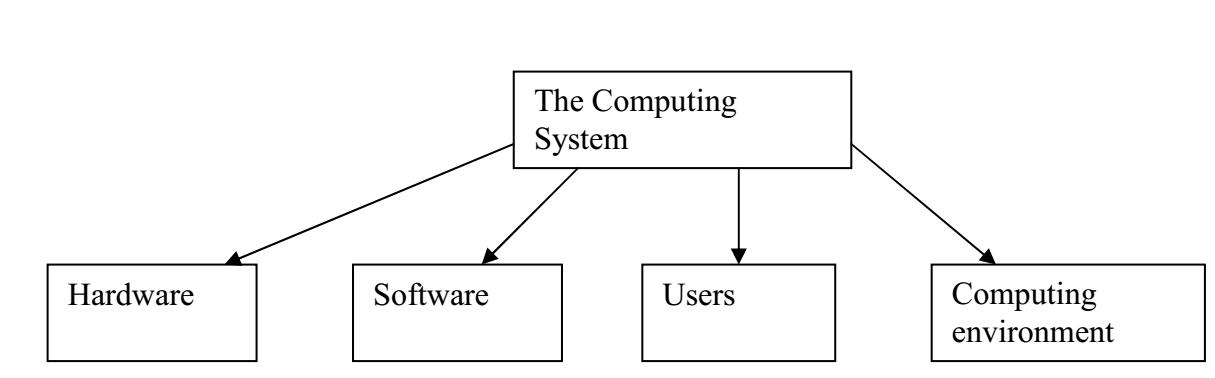 The Computing
System
Hardware
Software
Users
Computing
environment